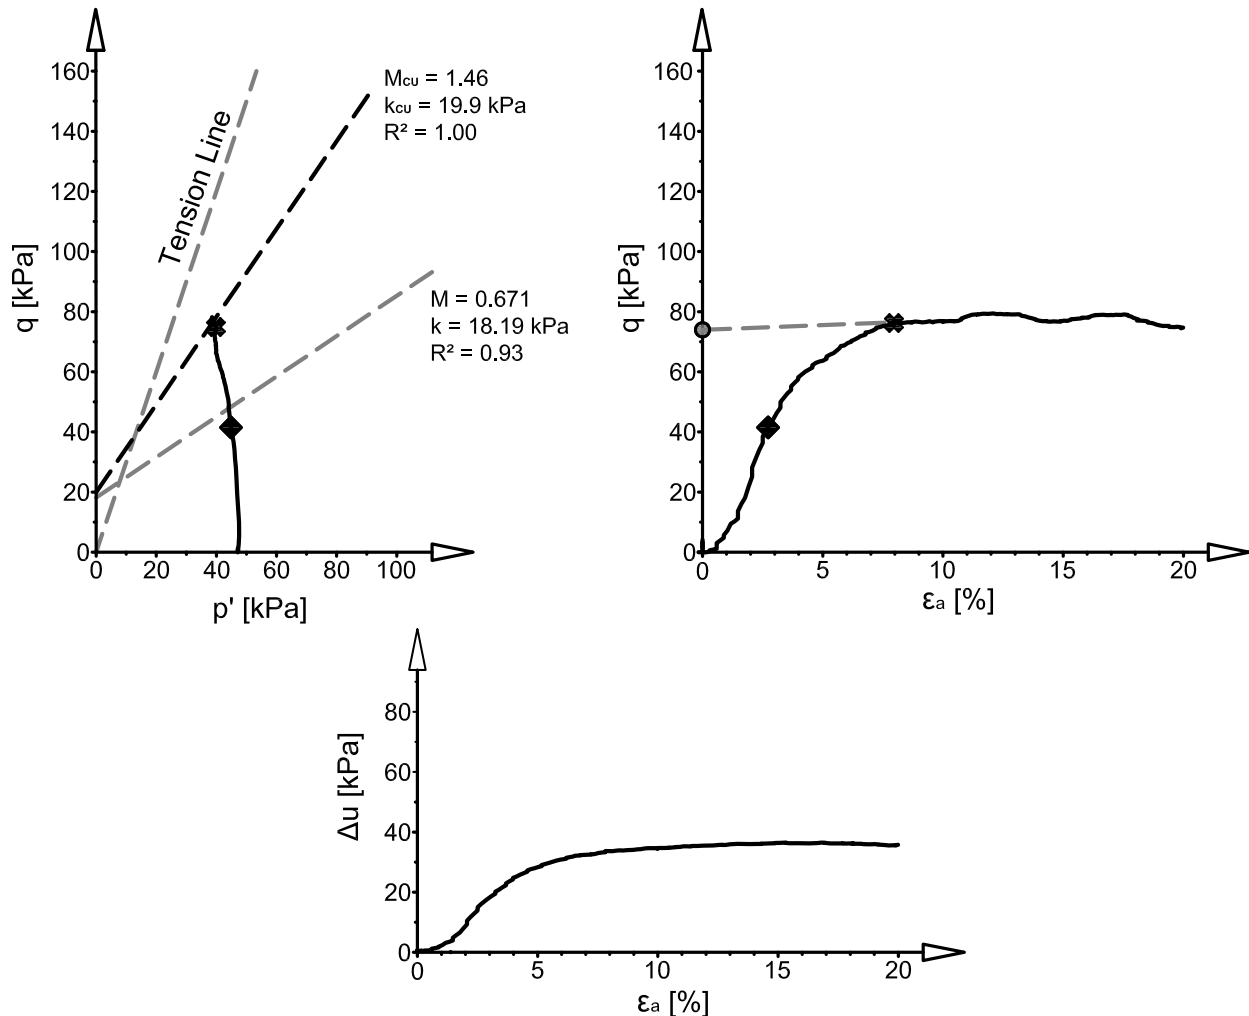 160
140
120
100
80
60
40
20
0
q [kPa]
Tension Line
Mcu = 1.46
kcu = 19.9 kPa
R² = 1.00
M = 0.671
k = 18.19 kPa
R² = 0.93
0 20 40 60 80 100
p' [kPa]
160
140
120
100
80
60
40
20
0
q [kPa]
0 5 10 15 20
εa [%]
80
60
40
20
0
Δu [kPa]
0 5 10 15 20
εa [%]